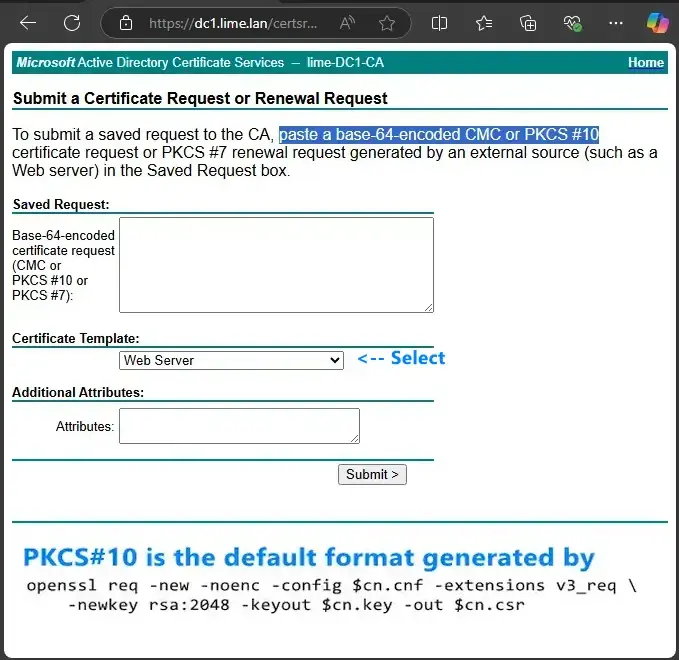 https://dc1.lime.lan/certsr...
Microsoft Active Directory Certificate Services -- lime-DC1-CA Home
Submit a Certificate Request or Renewal Request
To submit a saved request to the CA, paste a base-64-encoded CMC or PKCS #10
certificate request or PKCS #7 renewal request generated by an external source (such as a
Web server) in the Saved Request box.
Saved Request:
Base-64-encoded
certificate request
(CMC or
PKCS #10 or
PKCS #7):
Certificate Template:
Web Server <-- Select
Additional Attributes:
Attributes:
Submit >
PKCS#10 is the default format generated by
openssl req -new -noenc -config $cn.cnf -extensions v3_req \
-newkey rsa:2048 -keyout $cn.key -out $cn.csr